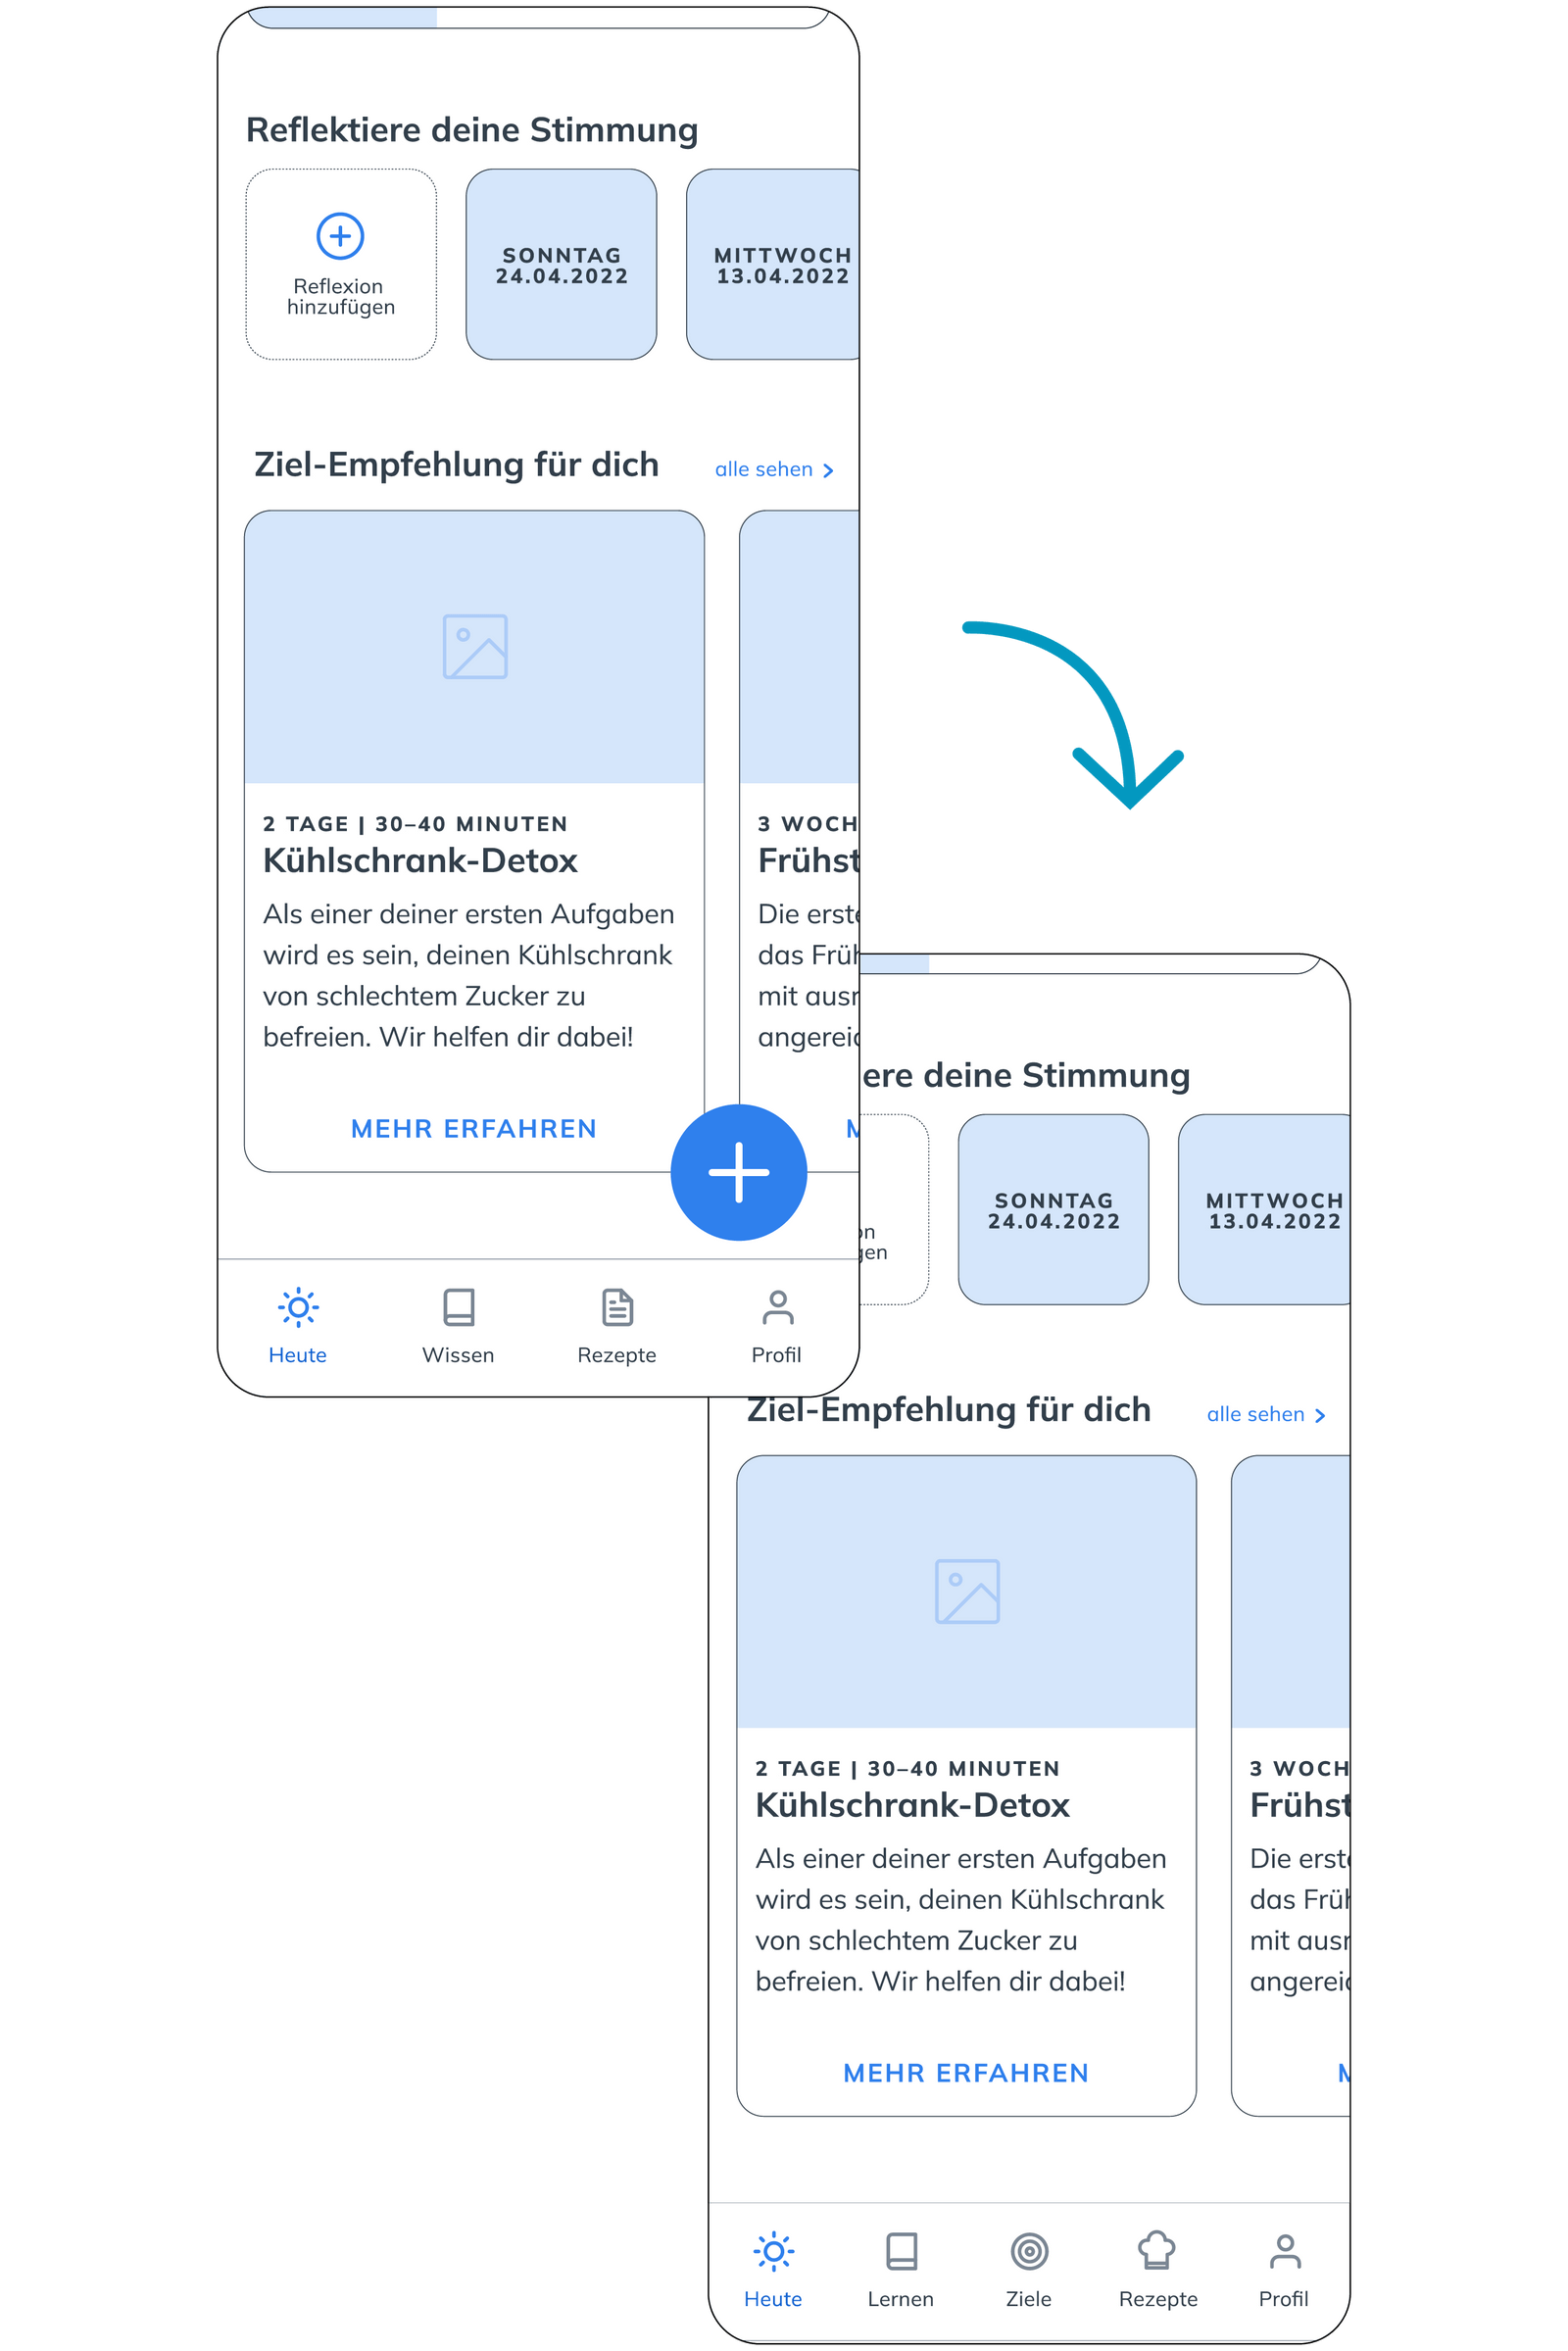 Reflektiere deine Stimmung
Reflexion
hinzufügen
SONNTAG
24.04.2022
MITTWOCH
13.04.2022
Ziel-Empfehlung für dich
alle sehen
2 TAGE | 30–40 MINUTEN
Kühlschrank-Detox
Als einer deiner ersten Aufgaben
wird es sein, deinen Kühlschrank
von schlechtem Zucker zu
befreien. Wir helfen dir dabei!
MEHR ERFAHREN
3 WOCH
Frühst
Die erste
das Früh
mit ausr
angereic
M
Heute
Wissen
Rezepte
Profil
ere deine Stimmung
on
gen
SONNTAG
24.04.2022
MITTWOCH
13.04.2022
Ziel-Empfehlung für dich
alle sehen
2 TAGE | 30–40 MINUTEN
Kühlschrank-Detox
Als einer deiner ersten Aufgaben
wird es sein, deinen Kühlschrank
von schlechtem Zucker zu
befreien. Wir helfen dir dabei!
MEHR ERFAHREN
3 WOCH
Frühst
Die erste
das Früh
mit ausr
angereic
M
Heute
Lernen
Ziele
Rezepte
Profil